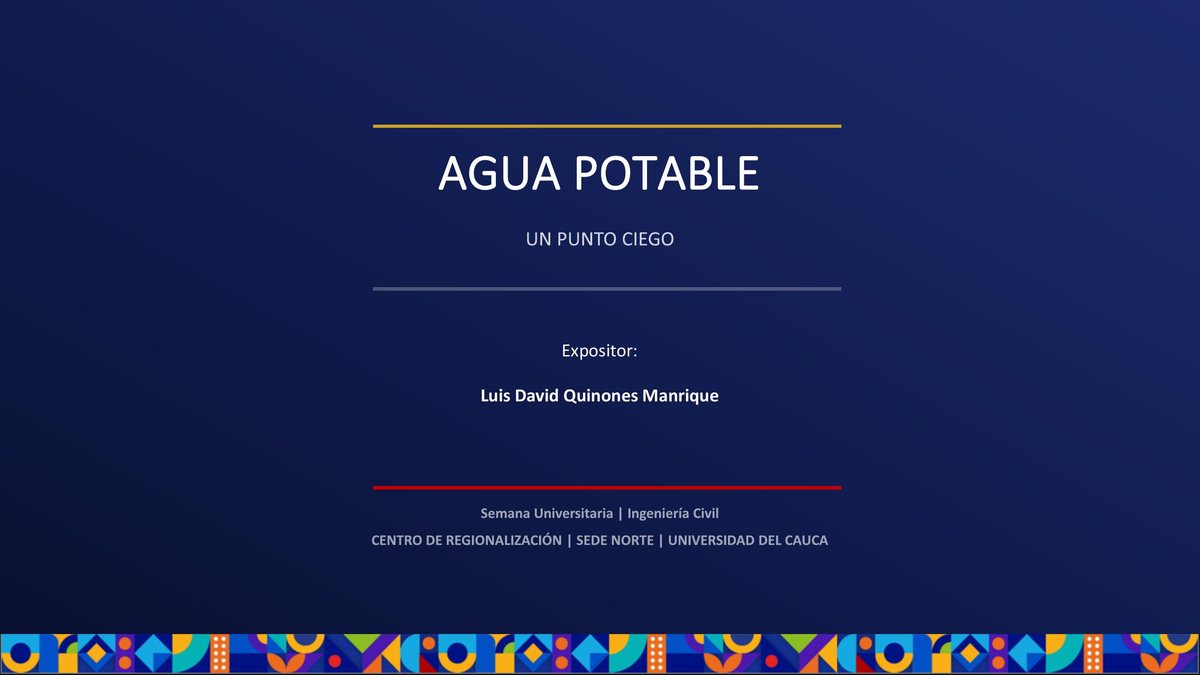 AGUA POTABLE
UN PUNTO CIEGO
Expositor:
Luis David Quinones Manrique
Semana Universitaria | Ingeniería Civil
CENTRO DE REGIONALIZACIÓN | SEDE NORTE | UNIVERSIDAD DEL CAUCA